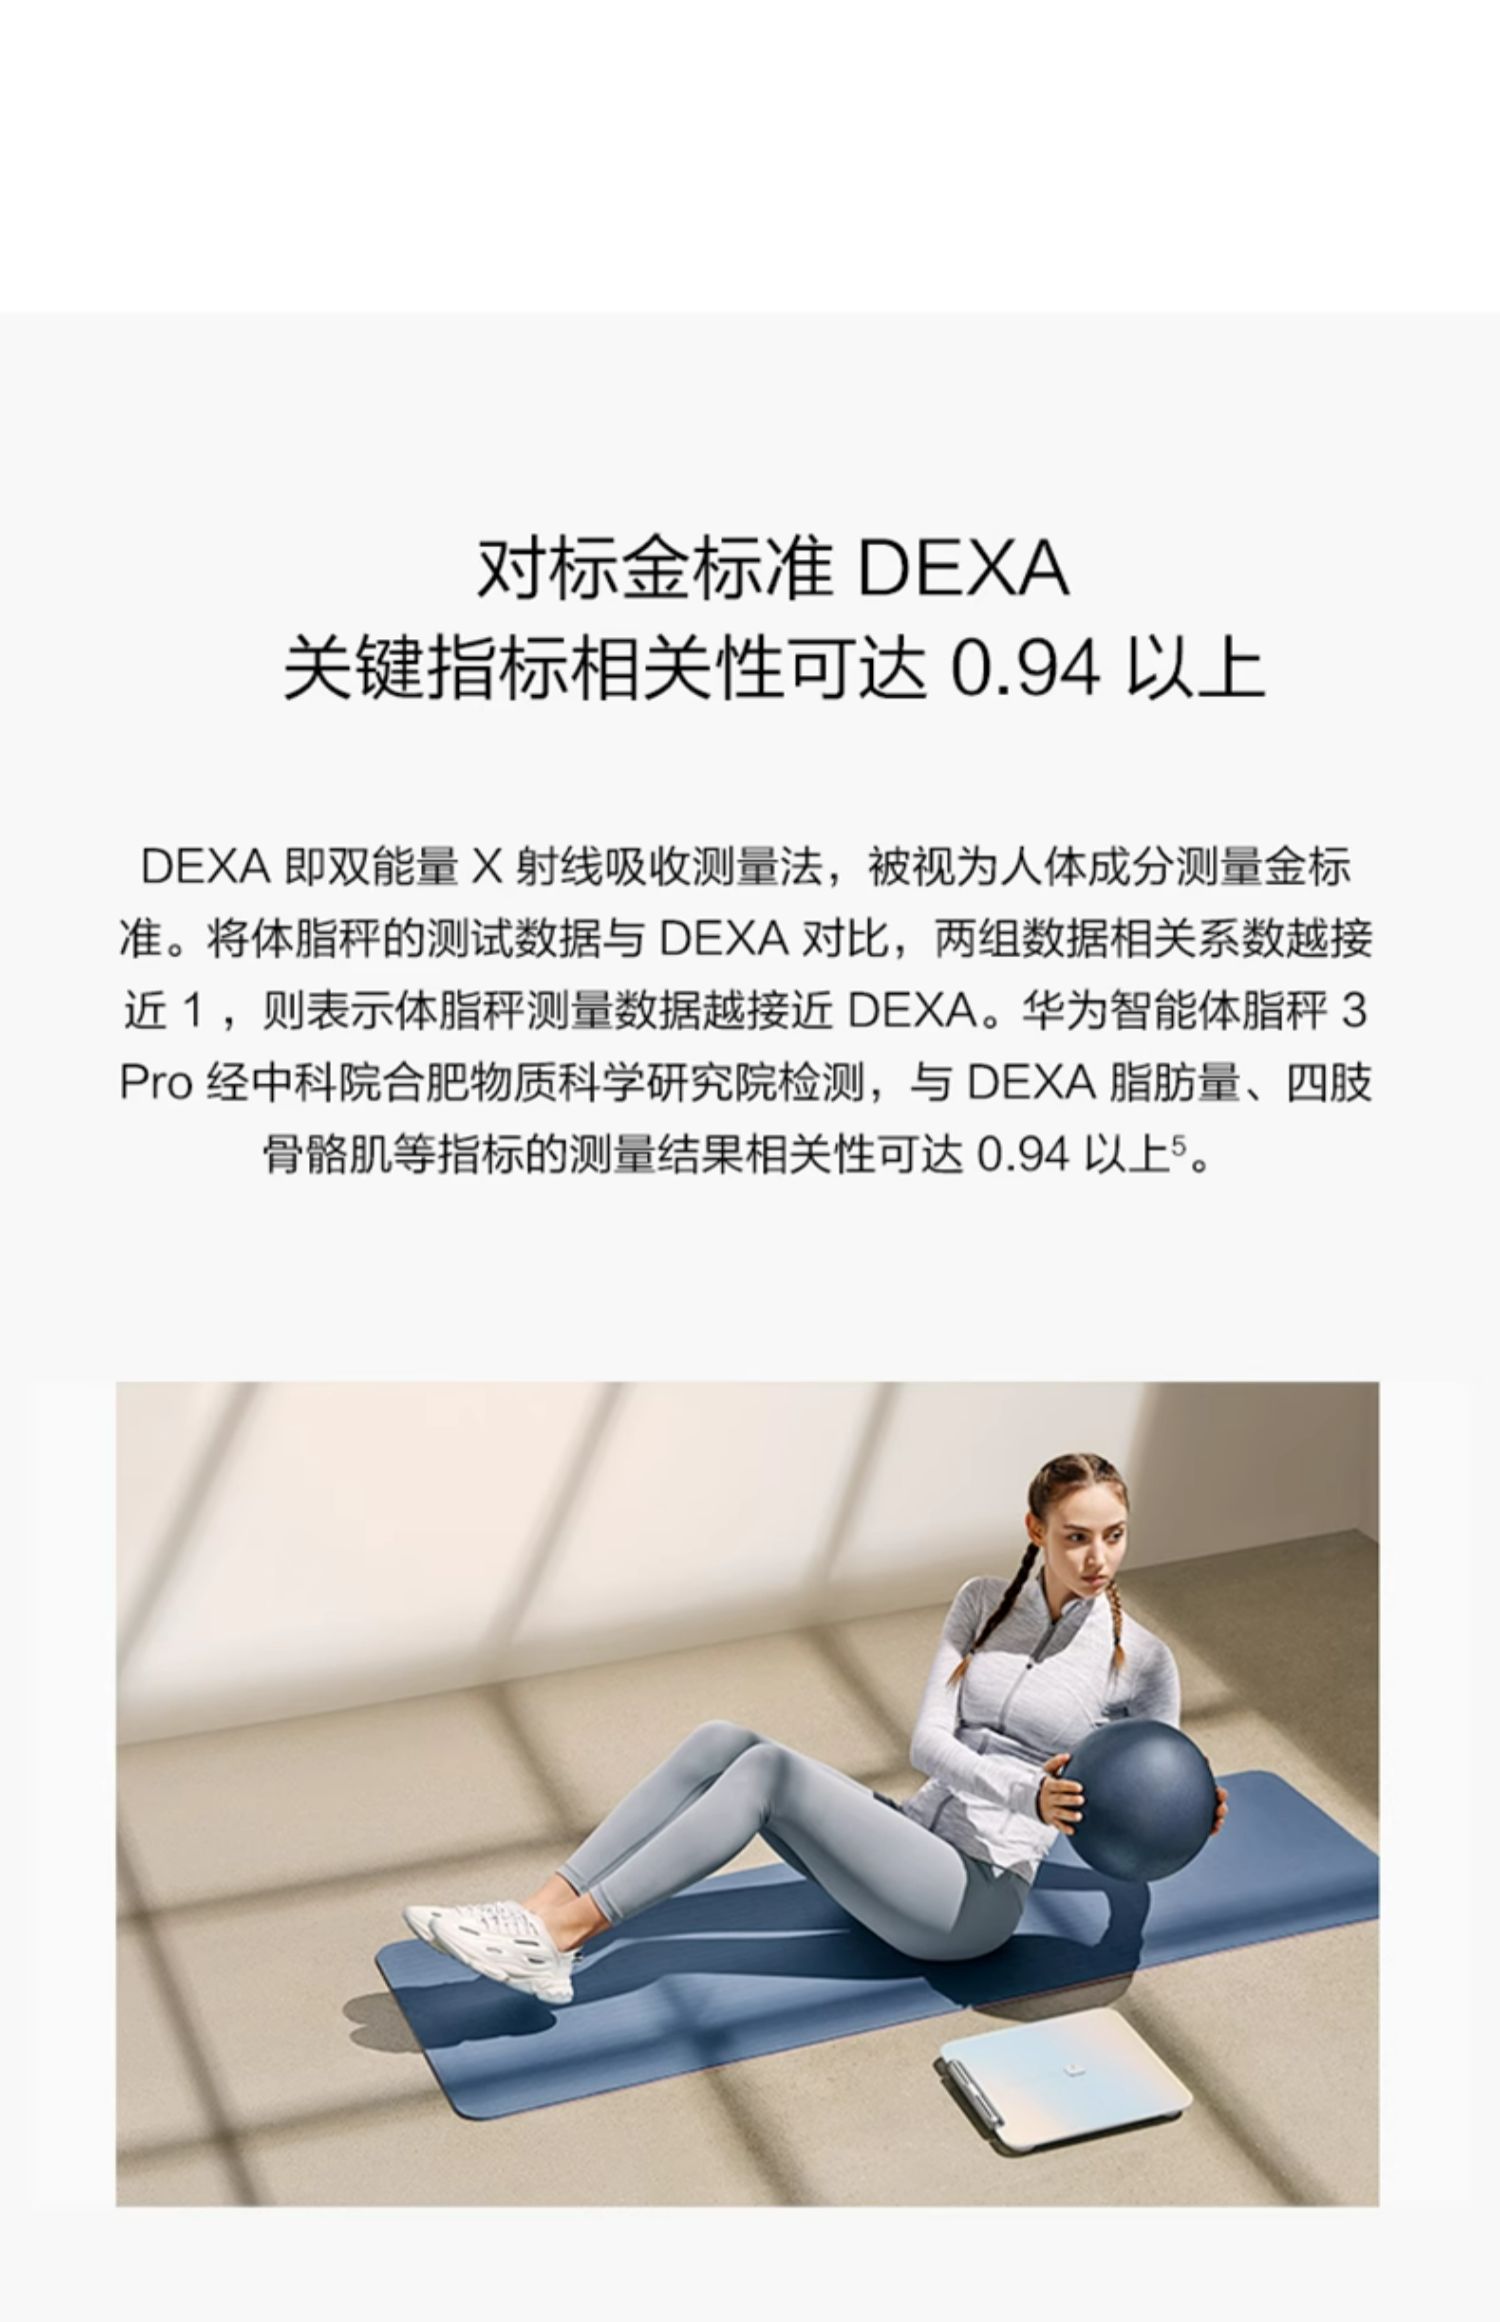 对标金标准 DEXA
关键指标相关性可达 0.94 以上
DEXA 即双能量 X 射线吸收测量法，被视为人体成分测量金标
准。将体脂秤的测试数据与 DEXA 对比，两组数据相关系数越接
近 1 ，则表示体脂秤测量数据越接近 DEXA。华为智能体脂秤 3
Pro 经中科院合肥物质科学研究院检测，与 DEXA 脂肪量、四肢
骨骼肌等指标的测量结果相关性可达 0.94 以上⁵。